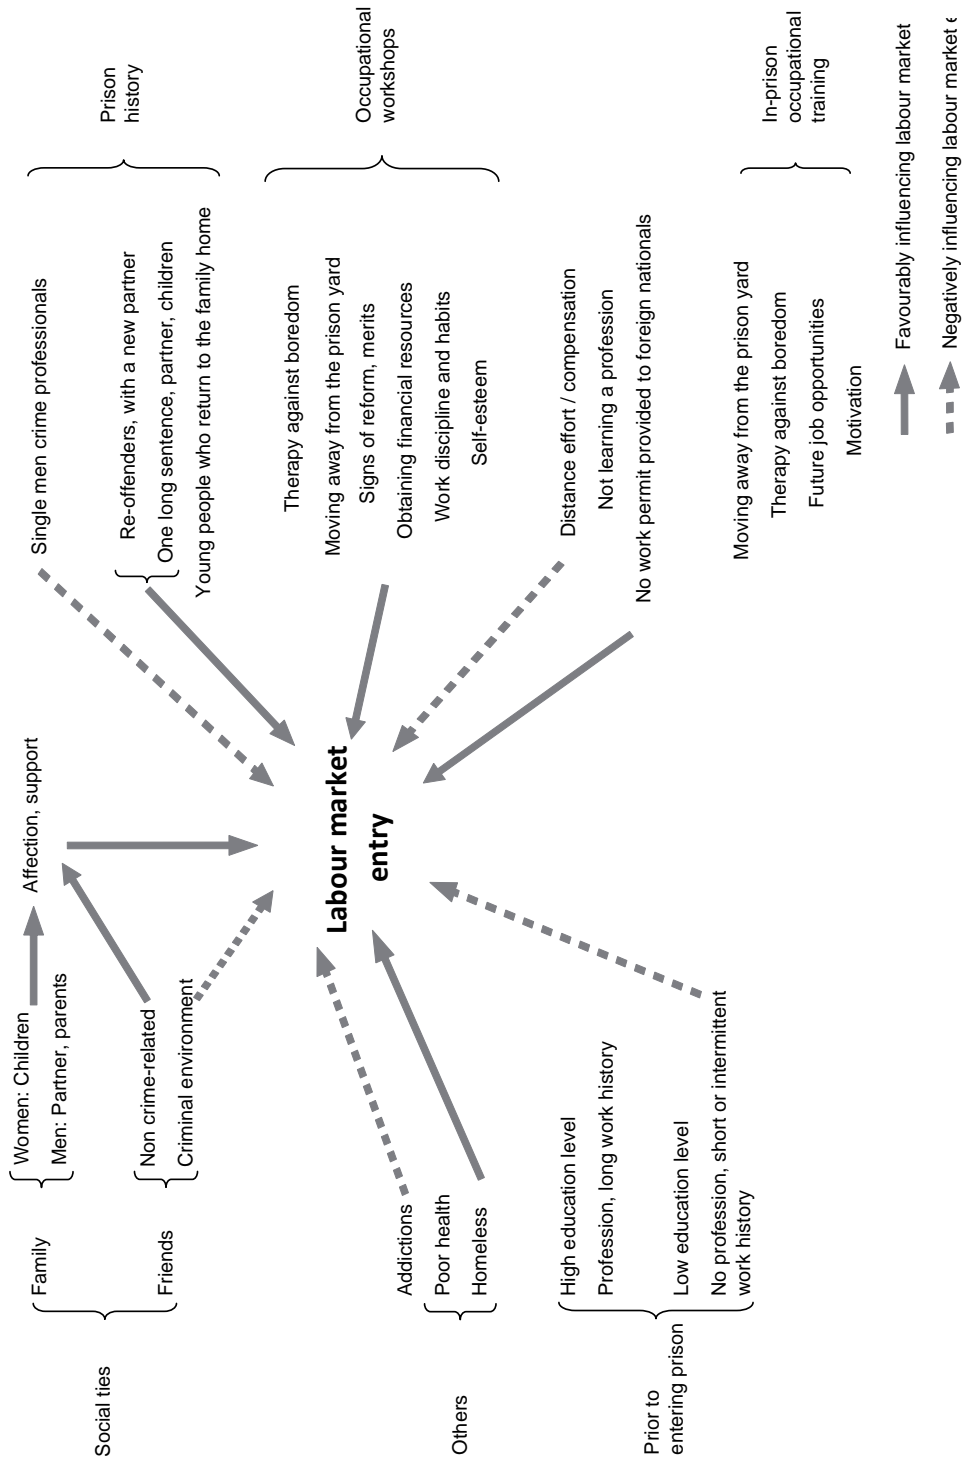 Social ties
Family
Women: Children
Men: Partner, parents
Affection, support
Friends
Non crime-related
Criminal environment
Others
Addictions
Poor health
Homeless
Prior to
entering prison
High education level
Profession, long work history
Low education level
No profession, short or intermittent
work history
Labour market
entry
Single men crime professionals
Re-offenders, with a new partner
One long sentence, partner, children
Young people who return to the family home
Prison
history
Therapy against boredom
Moving away from the prison yard
Signs of reform, merits
Obtaining financial resources
Work discipline and habits
Self-esteem
Occupational
workshops
Distance effort / compensation
Not learning a profession
No work permit provided to foreign nationals
Moving away from the prison yard
Therapy against boredom
Future job opportunities
Motivation
In-prison
occupational
training
Favourably influencing labour market
Negatively influencing labour market